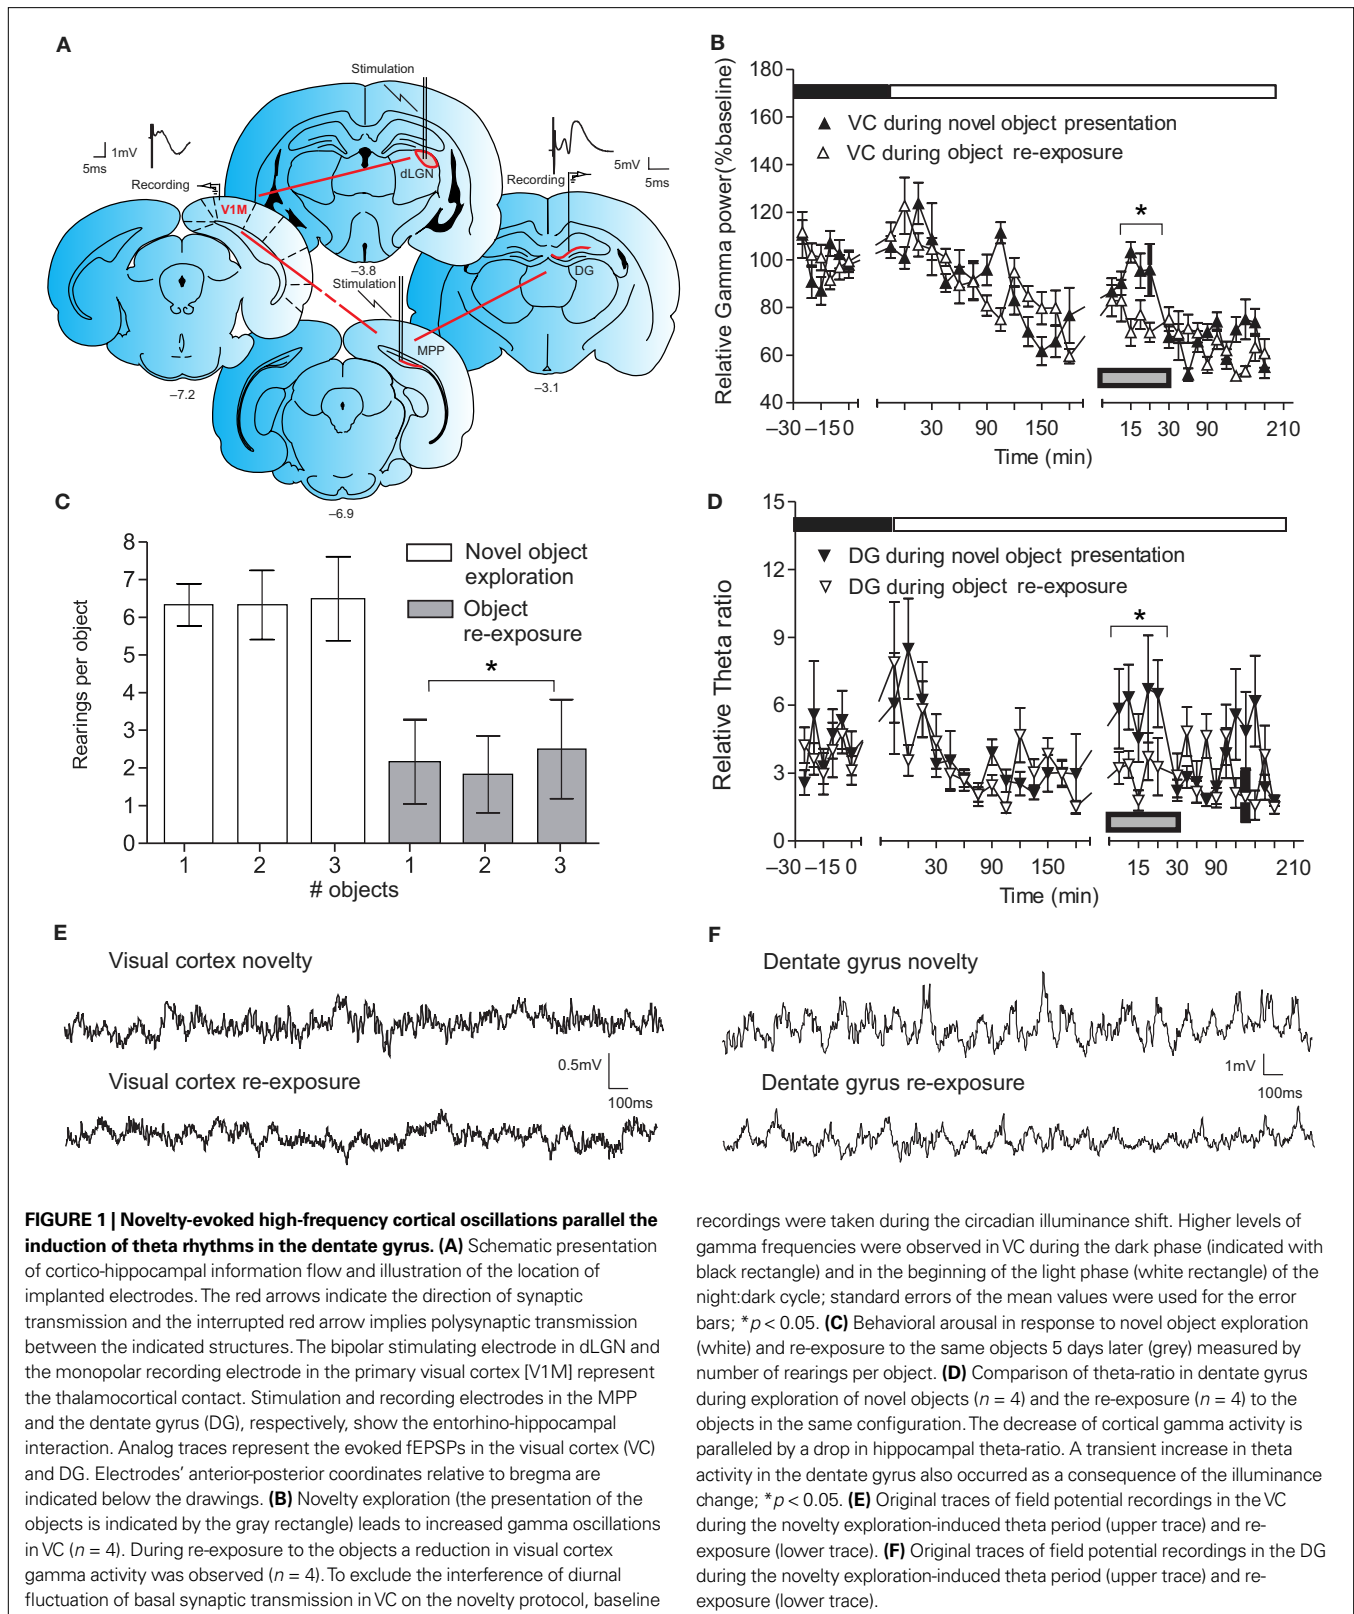 A
Stimulation
1mV
5ms
Recording
V1M
dLGN
5mV
5ms
Recording
–3.8
Stimulation
DG
MPP
–7.2
–3.1
–6.9
B
Relative Gamma power(%baseline)
180
160
140
120
100
80
60
40
VC during novel object presentation
VC during object re-exposure
*
–30 –15 0 30 90 150 15 30 90 210
Time (min)
C
Rearings per object
8
7
6
5
4
3
2
1
0
Novel object
exploration
Object
re-exposure
*
1 2 3 1 2 3
# objects
D
Relative Theta ratio
15
12
9
6
3
0
DG during novel object presentation
DG during object re-exposure
*
–30 –15 0 30 90 150 15 30 90 210
Time (min)
E
Visual cortex novelty
0.5mV
100ms
Visual cortex re-exposure
F
Dentate gyrus novelty
1mV
100ms
Dentate gyrus re-exposure
FIGURE 1 | Novelty-evoked high-frequency cortical oscillations parallel the
induction of theta rhythms in the dentate gyrus. (A) Schematic presentation
of cortico-hippocampal information flow and illustration of the location of
implanted electrodes. The red arrows indicate the direction of synaptic
transmission and the interrupted red arrow implies polysynaptic transmission
between the indicated structures. The bipolar stimulating electrode in dLGN and
the monopolar recording electrode in the primary visual cortex [V1M] represent
the thalamocortical contact. Stimulation and recording electrodes in the MPP
and the dentate gyrus (DG), respectively, show the entorhino-hippocampal
interaction. Analog traces represent the evoked fEPSPs in the visual cortex (VC)
and DG. Electrodes' anterior-posterior coordinates relative to bregma are
indicated below the drawings. (B) Novelty exploration (the presentation of the
objects is indicated by the gray rectangle) leads to increased gamma oscillations
in VC (n = 4). During re-exposure to the objects a reduction in visual cortex
gamma activity was observed (n = 4). To exclude the interference of diurnal
fluctuation of basal synaptic transmission in VC on the novelty protocol, baseline
recordings were taken during the circadian illuminance shift. Higher levels of
gamma frequencies were observed in VC during the dark phase (indicated with
black rectangle) and in the beginning of the light phase (white rectangle) of the
night:dark cycle; standard errors of the mean values were used for the error
bars; *p < 0.05. (C) Behavioral arousal in response to novel object exploration
(white) and re-exposure to the same objects 5 days later (grey) measured by
number of rearings per object. (D) Comparison of theta-ratio in dentate gyrus
during exploration of novel objects (n = 4) and the re-exposure (n = 4) to the
objects in the same configuration. The decrease of cortical gamma activity is
paralleled by a drop in hippocampal theta-ratio. A transient increase in theta
activity in the dentate gyrus also occurred as a consequence of the illuminance
change; *p < 0.05. (E) Original traces of field potential recordings in the VC
during the novelty exploration-induced theta period (upper trace) and re-
exposure (lower trace). (F) Original traces of field potential recordings in the DG
during the novelty exploration-induced theta period (upper trace) and re-
exposure (lower trace).